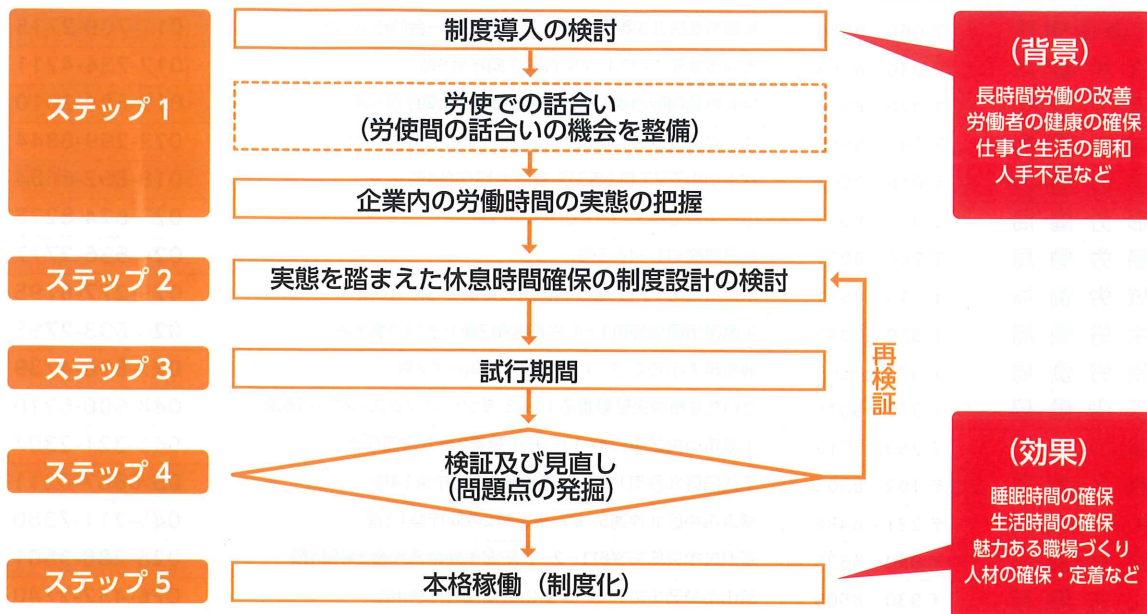 ステップ 1
制度導入の検討
労使での話合い
(労使間の話合いの機会を整備)
企業内の労働時間の実態の把握
(背景)
長時間労働の改善
労働者の健康の確保
仕事と生活の調和
人手不足など
ステップ 2
実態を踏まえた休息時間確保の制度設計の検討
ステップ 3
試行期間
再検証
ステップ 4
検証及び見直し
(問題点の発掘)
ステップ 5
本格稼働(制度化)
(効果)
睡眠時間の確保
生活時間の確保
魅力ある職場づくり
人材の確保・定着など